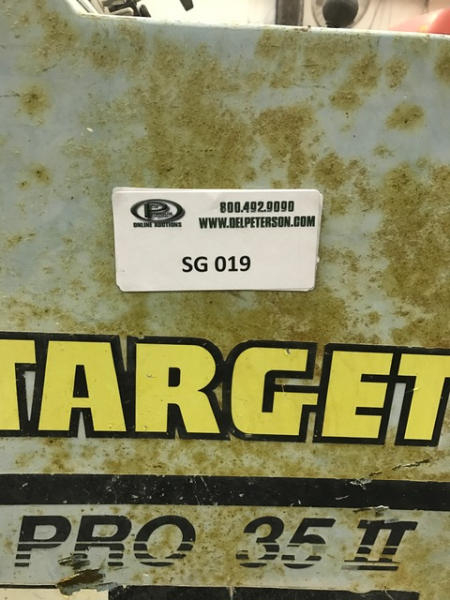 800.492.9090
WWW.DELPETERSON.COM
ONLINE AUCTIONS
SG 019
TARGET
PRO 35 II